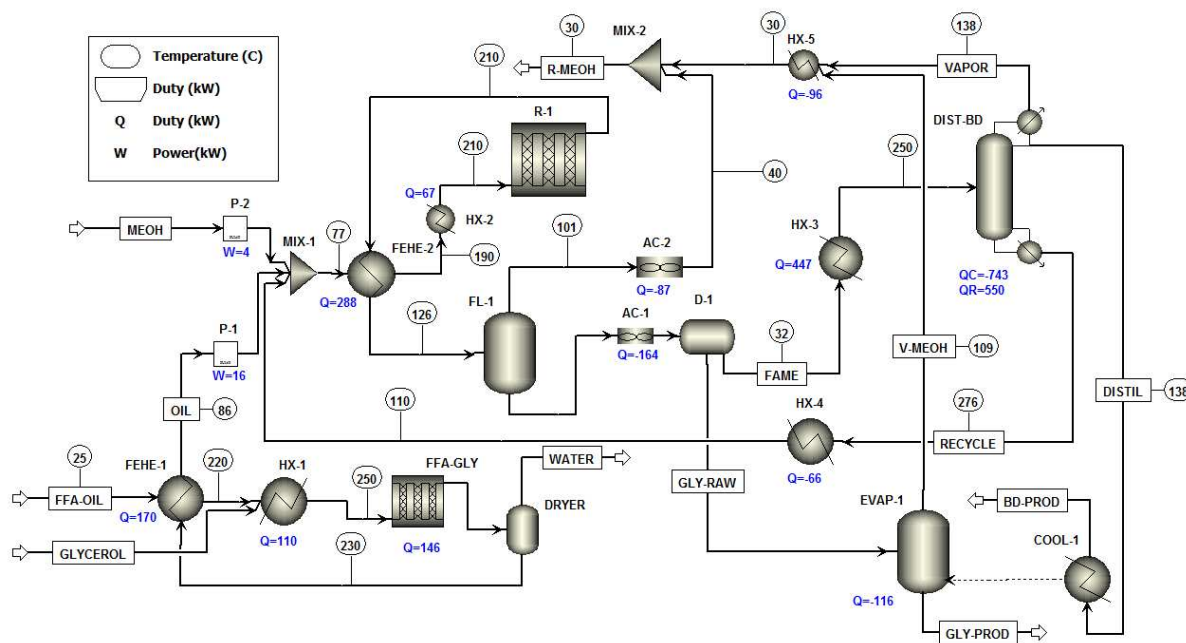 Temperature (C)
Duty (kW)
Q Duty (kW)
W Power(kW)
30
MIX-2
30
HX-5
138
R-MEOH
VAPOR
210
Q=-96
R-1
DIST-BD
210
250
40
Q=67
P-2
HX-2
MEOH
W=4
MIX-1
77
FEHE-2
101
AC-2
HX-3
190
Q=447
Q=-87
QC=-743
QR=550
Q=288
FL-1
D-1
P-1
126
AC-1
V-MEOH
109
W=16
Q=-164
32
FAME
OIL
86
110
HX-4
276
DISTIL
138
RECYCLE
25
FEHE-1
220
HX-1
FFA-GLY
WATER
Q=-66
FFA-OIL
250
GLY-RAW
EVAP-1
BD-PROD
Q=170
DRYER
COOL-1
GLYCEROL
Q=110
230
Q=146
Q=-116
GLY-PROD